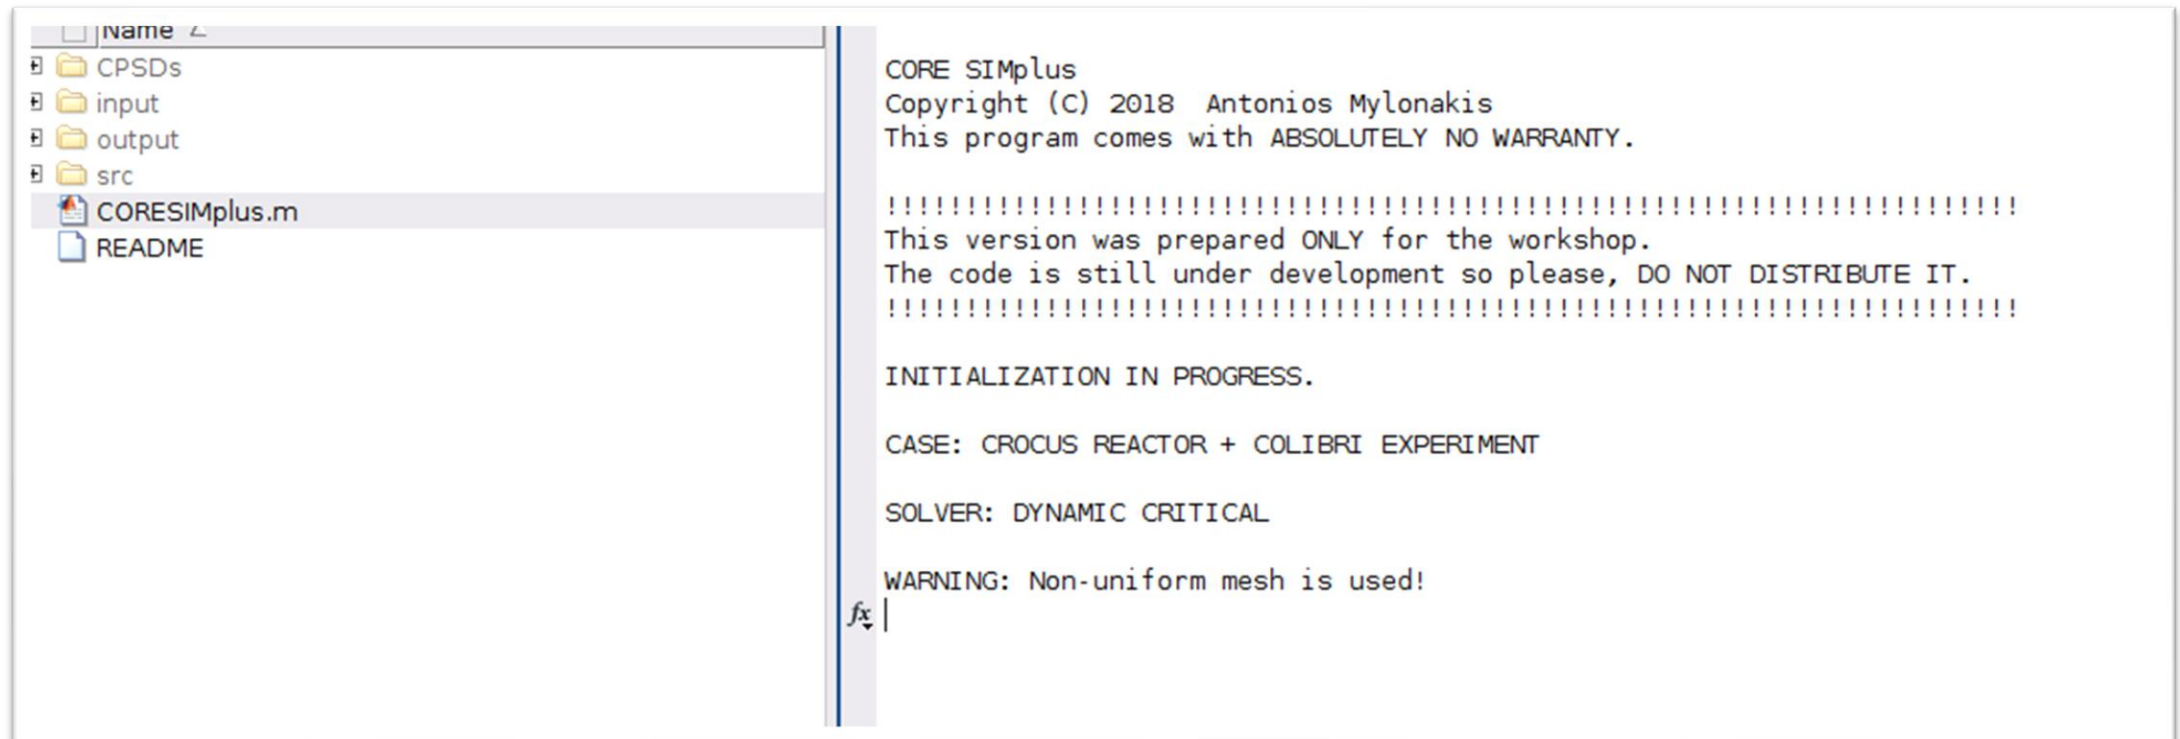 Name
CPSDs
input
output
src
CORESIMplus.m
README
CORE SIMplus
Copyright (C) 2018  Antonios Mylonakis
This program comes with ABSOLUTELY NO WARRANTY.
!!!!!!!!!!!!!!!!!!!!!!!!!!!!!!!!!!!!!!!!!!!!!!!!!!!!!!!!!!!!!!!!!!!!!!!
This version was prepared ONLY for the workshop.
The code is still under development so please, DO NOT DISTRIBUTE IT.
!!!!!!!!!!!!!!!!!!!!!!!!!!!!!!!!!!!!!!!!!!!!!!!!!!!!!!!!!!!!!!!!!!!!!!!
INITIALIZATION IN PROGRESS.
CASE: CROCUS REACTOR + COLIBRI EXPERIMENT
SOLVER: DYNAMIC CRITICAL
WARNING: Non-uniform mesh is used!
fx